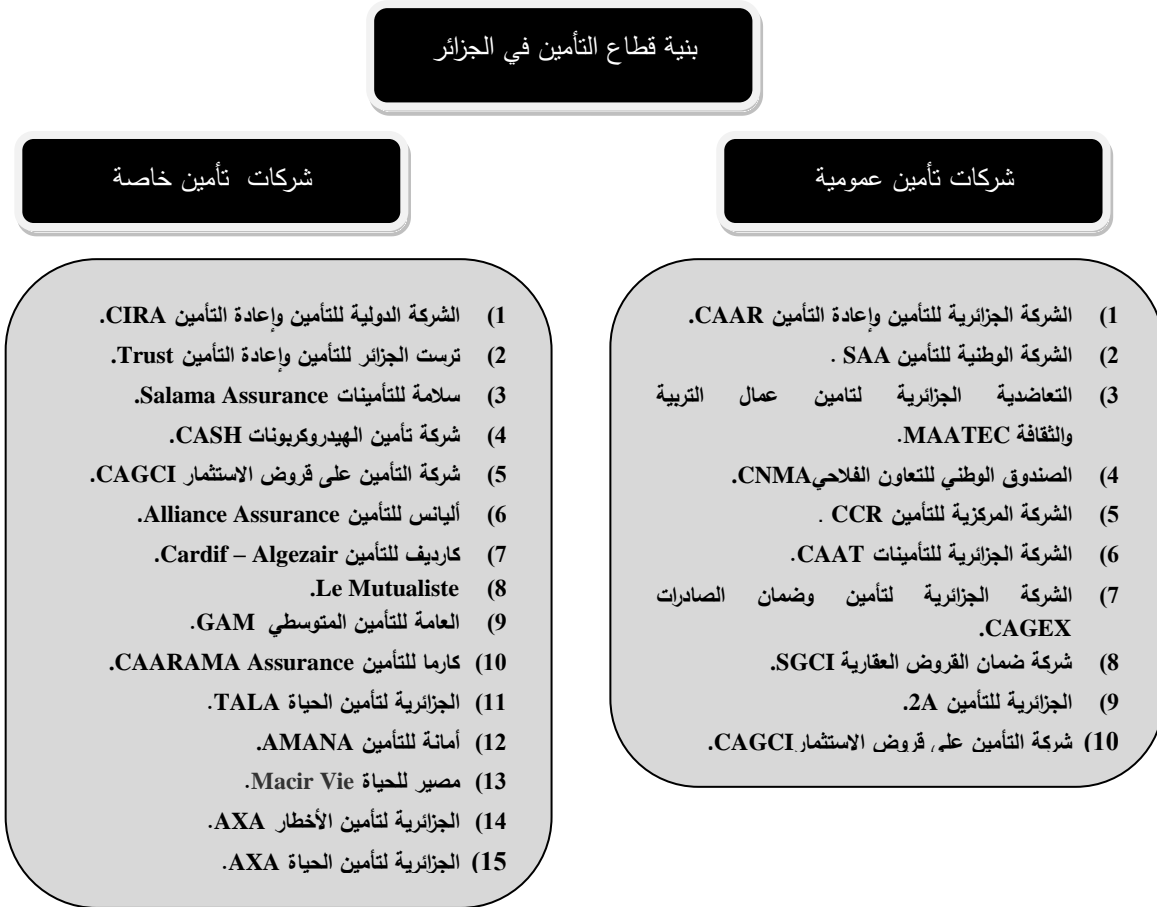 بنية قطاع التأمين في الجزائر
شركات تأمين عمومية
شركات تأمين خاصة
1) الشركة الجزائرية للتأمين وإعادة التأمين CAAR.
2) الشركة الوطنية للتأمين SAA .
3) التعاضدية الجزائرية لتامين عمال التربية
والثقافة MAATEC.
4) الصندوق الوطني للتعاون الفلاحيCNMA.
5) الشركة المركزية للتأمين CCR .
6) الشركة الجزائرية للتأمينات CAAT.
7) الشركة الجزائرية لتأمين وضمان الصادرات
CAGEX.
8) شركة ضمان القروض العقارية SGCI.
9) الجزائرية للتأمين 2A.
10) شركة التأمين على قروض الاستثمارCAGCI.
1) الشركة الدولية للتأمين وإعادة التأمين CIRA.
2) ترست الجزائر للتأمين وإعادة التأمين Trust.
3) سلامة للتأمينات Salama Assurance.
4) شركة تأمين الهيدروكربونات CASH.
5) شركة التأمين على قروض الاستثمار CAGCI.
6) أليانس للتأمين Alliance Assurance.
7) كارديف للتأمين Cardif – Algezair.
8) Le Mutualiste.
9) العامة للتأمين المتوسطي GAM.
10) كارما للتأمين CAARAMA Assurance.
11) الجزائرية لتأمين الحياة TALA.
12) أمانة للتأمين AMANA.
13) مصير للحياة Macir Vie.
14) الجزائرية لتأمين الأخطار AXA.
15) الجزائرية لتأمين الحياة AXA.